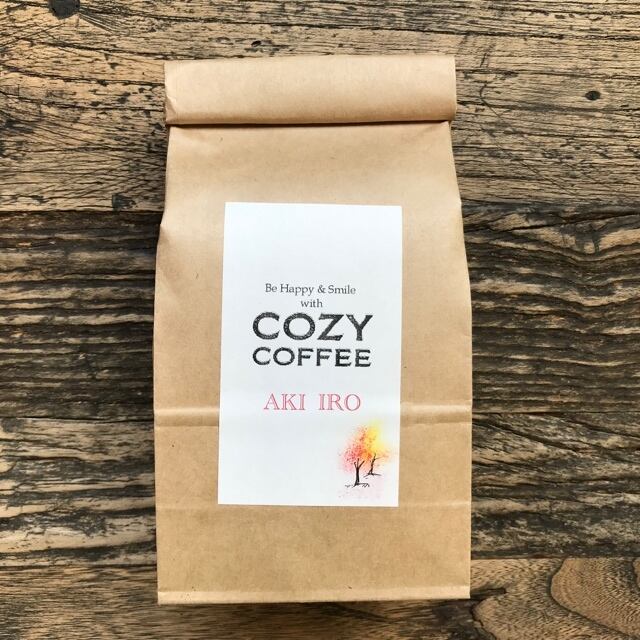 Be Happy & Smile
with
COZY
COFFEE
AKI IRO